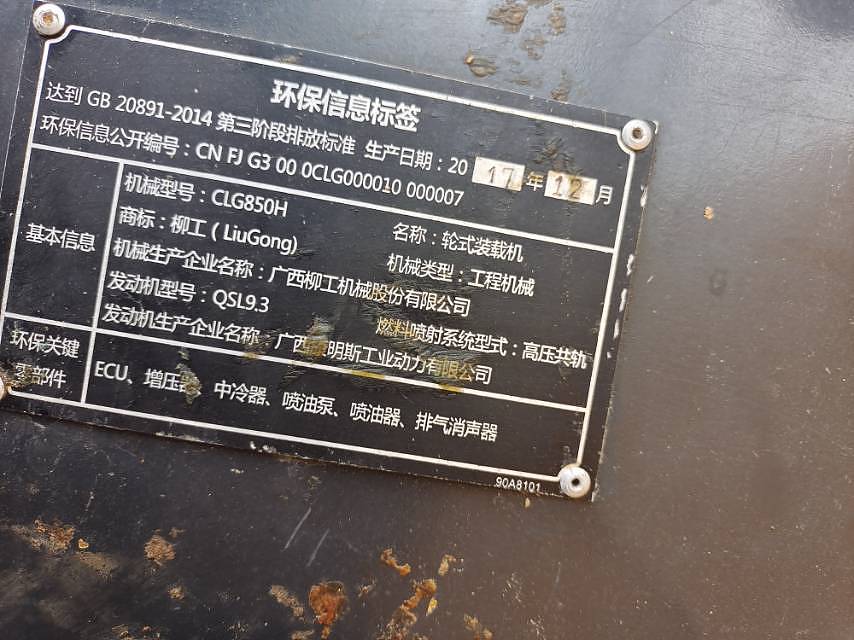 环保信息标签
达到 GB 20891-2014 第三阶段排放标准 生产日期：20 17 年 12 月
环保信息公开编号：CN FJ G3 00 0CLG000010 000007
基本信息
机械型号：CLG850H 名称：轮式装载机
商标：柳工（LiuGong) 机械类型：工程机械
机械生产企业名称：广西柳工机械股份有限公司
发动机型号：QSL9.3 燃料喷射系统型式：高压共轨
发动机生产企业名称：广西康明斯工业动力有限公司
环保关键
零部件
ECU、增压器、中冷器、喷油泵、喷油器、排气消声器
90A8101